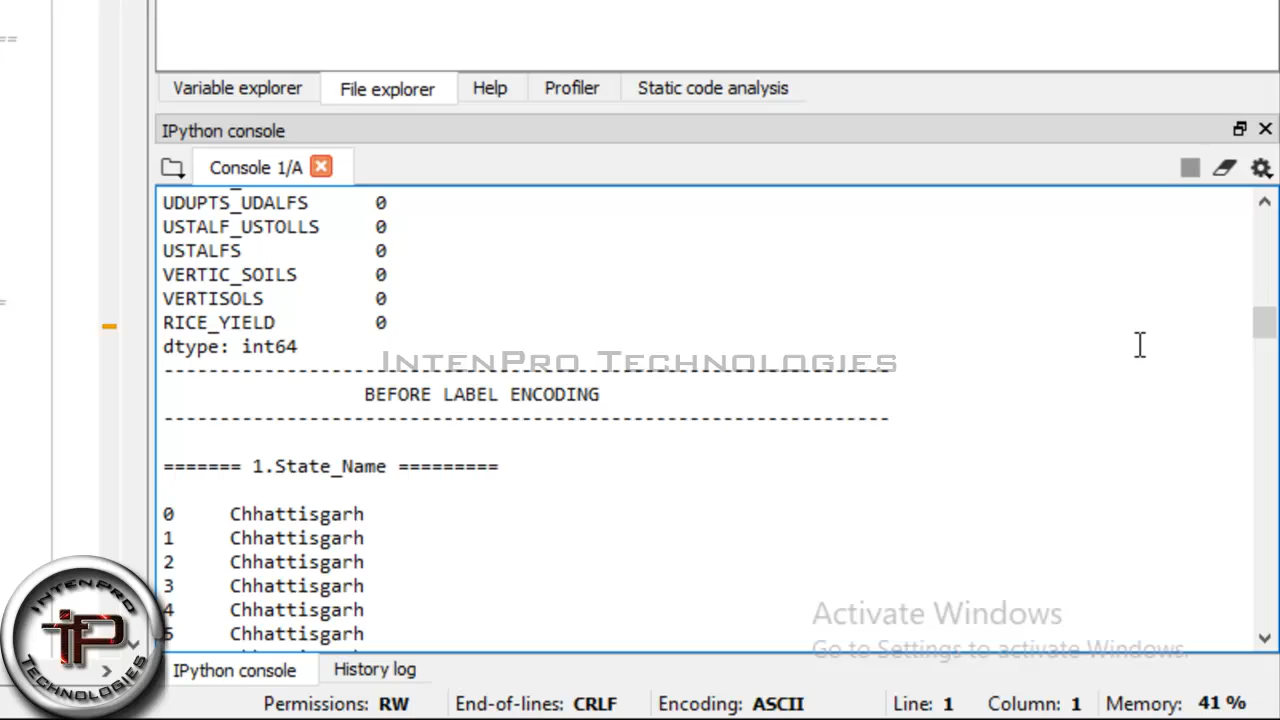 ==
=
Variable explorer File explorer Help Profiler Static code analysis
IPython console
Console 1/A
UDUPTS_UDALFS 0
USTALF_USTOLLS 0
USTALFS 0
VERTIC_SOILS 0
VERTISOLS 0
RICE_YIELD 0
dtype: int64
IntenPro Technologies
-----------------------------------------------------------------
BEFORE LABEL ENCODING
-----------------------------------------------------------------
======= 1.State_Name =========
0 Chhattisgarh
1 Chhattisgarh
2 Chhattisgarh
3 Chhattisgarh
4 Chhattisgarh
5 Chhattisgarh
Activate Windows
Go to Settings to activate Windows.
INTENPRO
iP
TECHNOLOGIES
IPython console History log
Permissions: RW End-of-lines: CRLF Encoding: ASCII Line: 1 Column: 1 Memory: 41 %